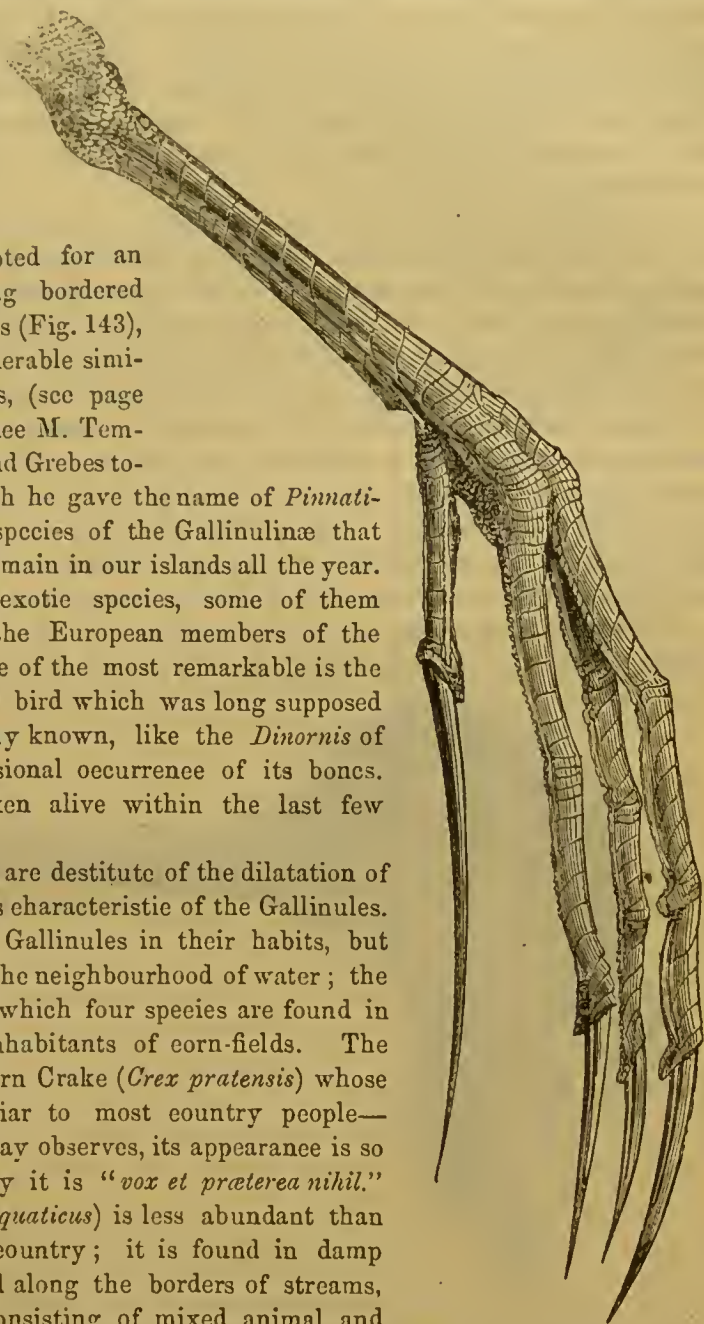 oted for an
g bordered
s (Fig. 143),
erable simi-
s, (see page
ee M. Tem-
nd Grebes to-
h he gave the name of Pinnati-
species of the Gallinulinæ that
main in our islands all the year.
exotic species, some of them
he European members of the
e of the most remarkable is the
bird which was long supposed
y known, like the Dinornis of
sional occurrence of its bones.
en alive within the last few
are destitute of the dilatation of
s characteristic of the Gallinules.
Gallinules in their habits, but
he neighbourhood of water; the
which four species are found in
habitants of corn-fields. The
rn Crake (Crex pratensis) whose
iar to most country people—
ay observes, its appearance is so
y it is "vox et præterea nihil."
quaticus) is less abundant than
country; it is found in damp
l along the borders of streams,
onsisting of mixed animal and